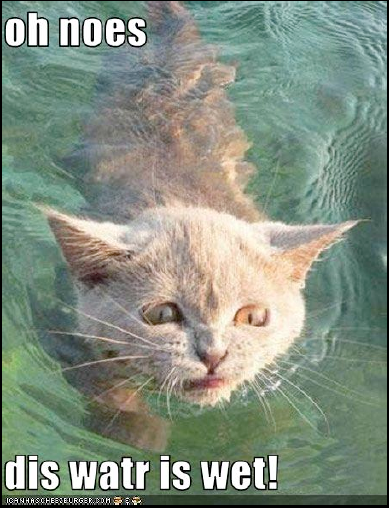 oh noes
dis watr is wet!
ICANHASCHEEZBURGER.COM